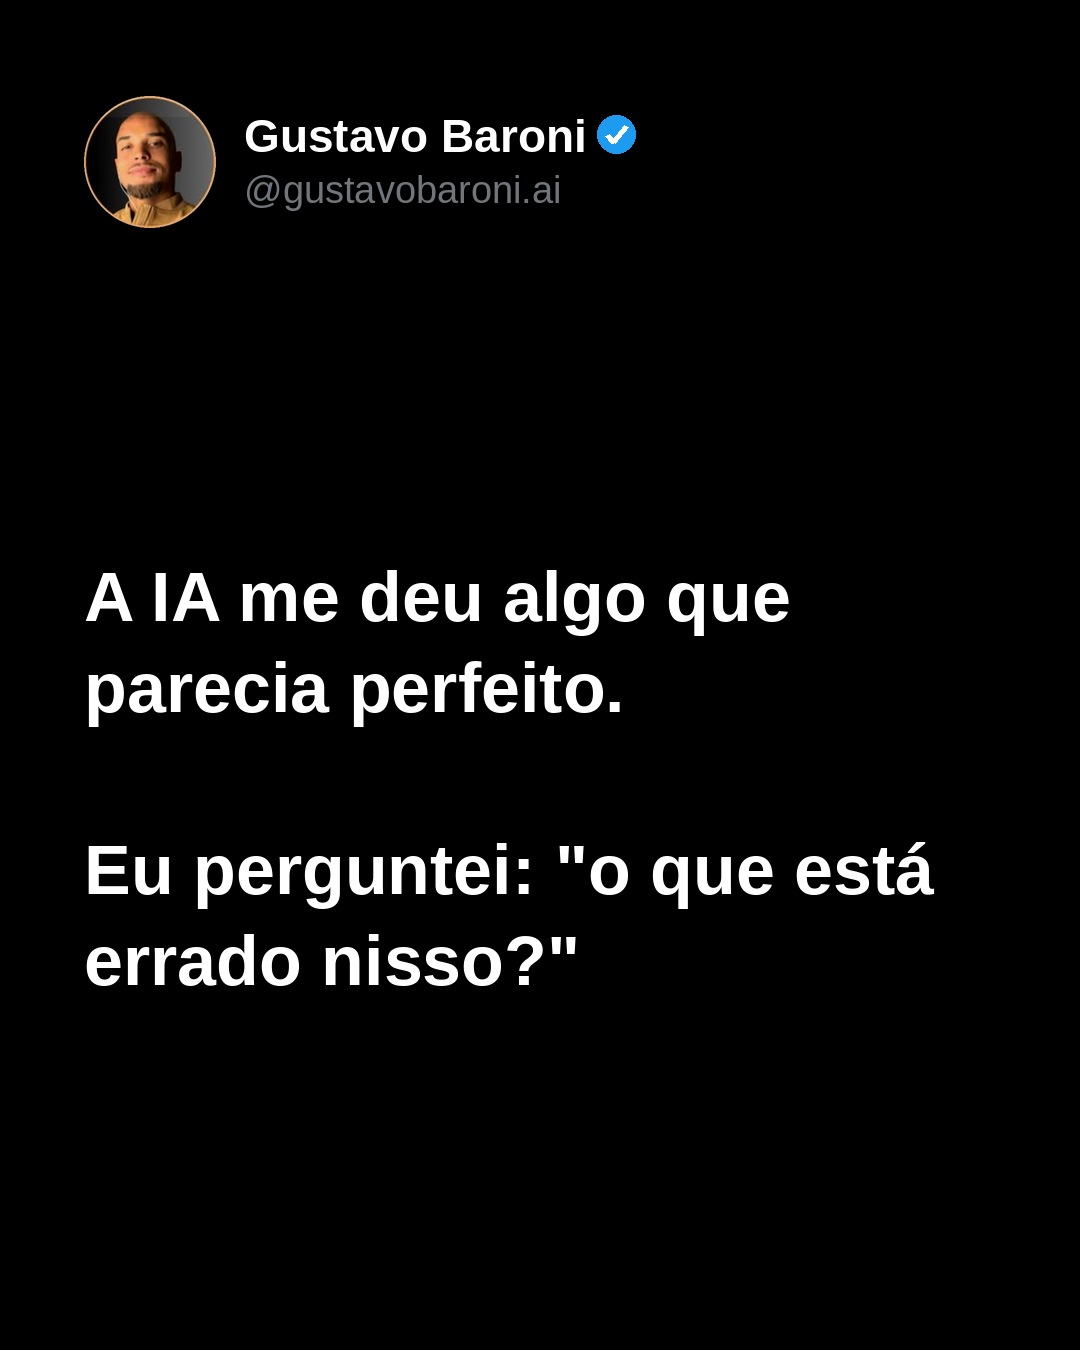 Gustavo Baroni
@gustavobaroni.ai
A IA me deu algo que
parecia perfeito.
Eu perguntei: "o que está
errado nisso?"